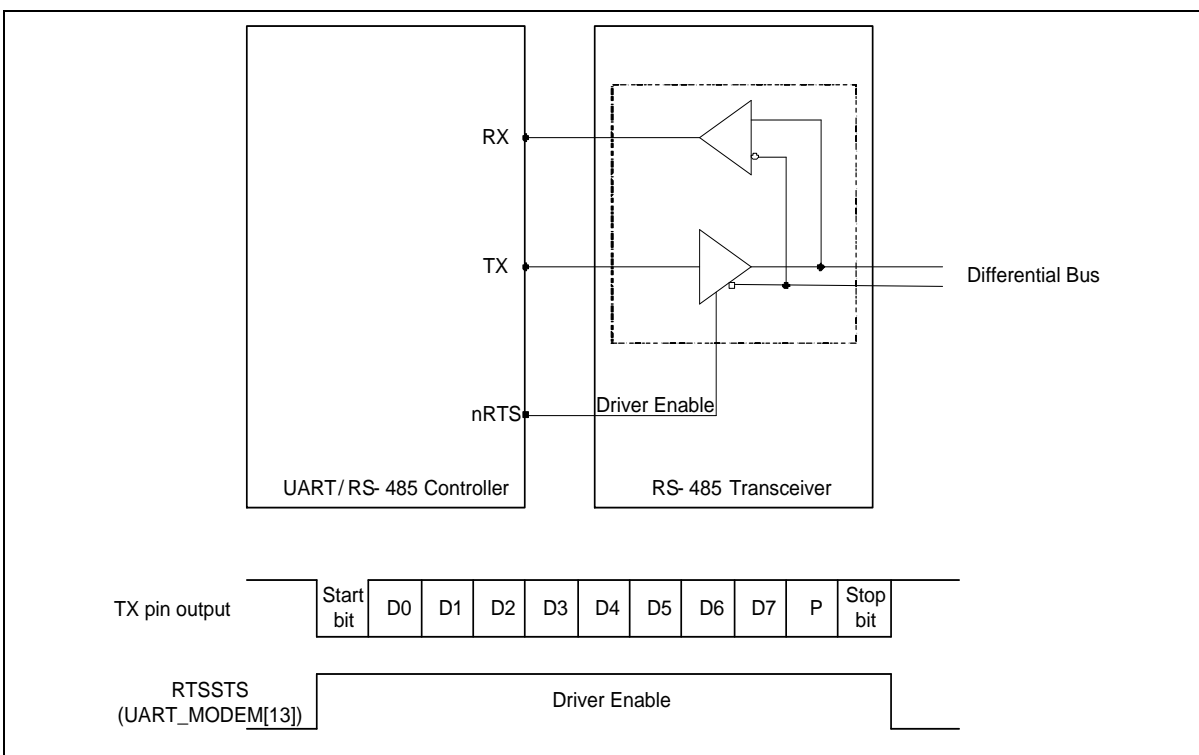 RX
TX
Differential Bus
nRTS
Driver Enable
UART/RS-485 Controller
RS-485 Transceiver
TX pin output
Start
bit
D0
D1
D2
D3
D4
D5
D6
D7
P
Stop
bit
RTSSTS
(UART_MODEM[13])
Driver Enable